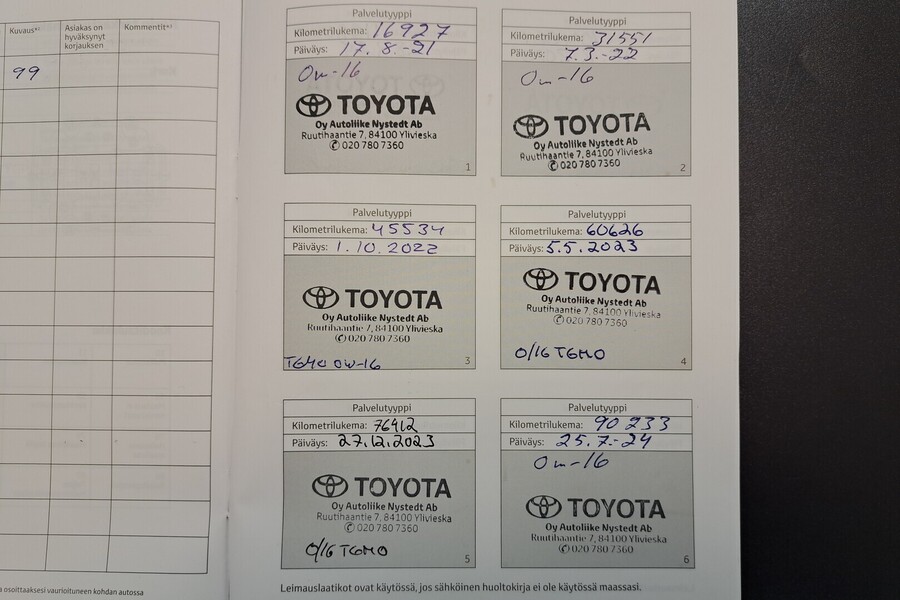 Kuvaus*²
Asiakas on
hyväksynyt
korjauksen
Kommentit*³
99
osoittaaksesi vaurioituneen kohdan autossa
Palvelutyyppi
Kilometrilukema: 16927
Päiväys: 17.8.-21
Ow-16
TOYOTA
Oy Autoliike Nystedt Ab
Ruutihaantie 7, 84100 Ylivieska
✆ 020 780 7360
1
Palvelutyyppi
Kilometrilukema: 31551
Päiväys: 7.3.-22
Ow-16
TOYOTA
Oy Autoliike Nystedt Ab
Ruutihaantie 7, 84100 Ylivieska
✆ 020 780 7360
2
Palvelutyyppi
Kilometrilukema: 45534
Päiväys: 1.10.2022
TOYOTA
Oy Autoliike Nystedt Ab
Ruutihaantie 7, 84100 Ylivieska
✆ 020 780 7360
TGMO OW-16
3
Palvelutyyppi
Kilometrilukema: 60626
Päiväys: 5.5.2023
TOYOTA
Oy Autoliike Nystedt Ab
Ruutihaantie 7, 84100 Ylivieska
✆ 020 780 7360
0/16 TGMO
4
Palvelutyyppi
Kilometrilukema: 76412
Päiväys: 27.12.2023
TOYOTA
Oy Autoliike Nystedt Ab
Ruutihaantie 7, 84100 Ylivieska
✆ 020 780 7360
0/16 TGMO
5
Palvelutyyppi
Kilometrilukema: 90 233
Päiväys: 25.7.-24
Ow-16
TOYOTA
Oy Autoliike Nystedt Ab
Ruutihaantie 7, 84100 Ylivieska
✆ 020 780 7360
6
Leimauslaatikot ovat käytössä, jos sähköinen huoltokirja ei ole käytössä maassasi.